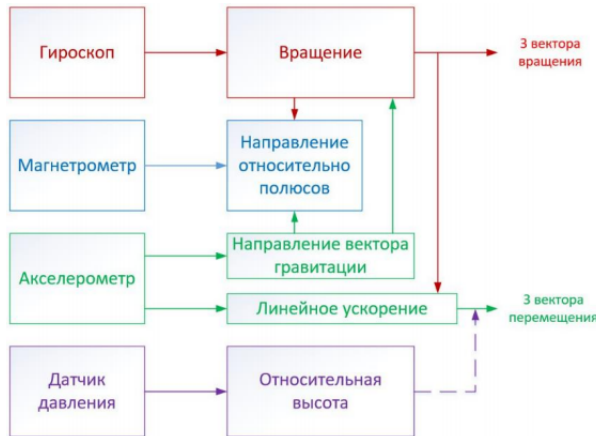 Гироскоп
Вращение
3 вектора
вращения
Магнетрометр
Направление
относительно
полюсов
Акселерометр
Направление вектора
гравитации
Линейное ускорение
3 вектора
перемещения
Датчик
давления
Относительная
высота